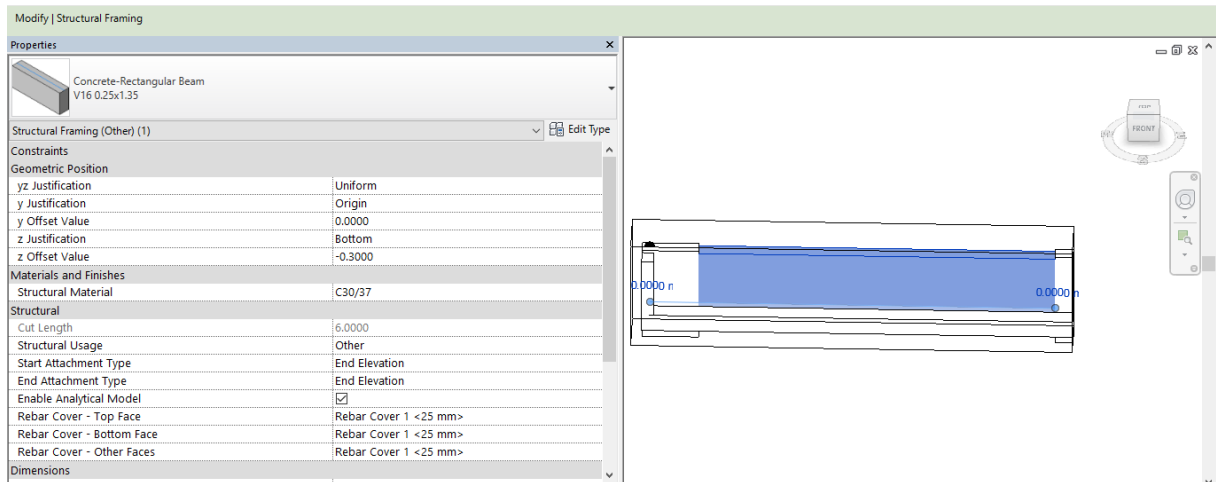 Modify | Structural Framing
Properties
Concrete-Rectangular Beam
V16 0.25x1.35
Structural Framing (Other) (1)
Edit Type
Constraints
Geometric Position
yz Justification Uniform
y Justification Origin
y Offset Value 0.0000
z Justification Bottom
z Offset Value -0.3000
Materials and Finishes
Structural Material C30/37
Structural
Cut Length 6.0000
Structural Usage Other
Start Attachment Type End Elevation
End Attachment Type End Elevation
Enable Analytical Model
Rebar Cover - Top Face Rebar Cover 1 <25 mm>
Rebar Cover - Bottom Face Rebar Cover 1 <25 mm>
Rebar Cover - Other Faces Rebar Cover 1 <25 mm>
Dimensions
FRONT
0.0000
0.0000